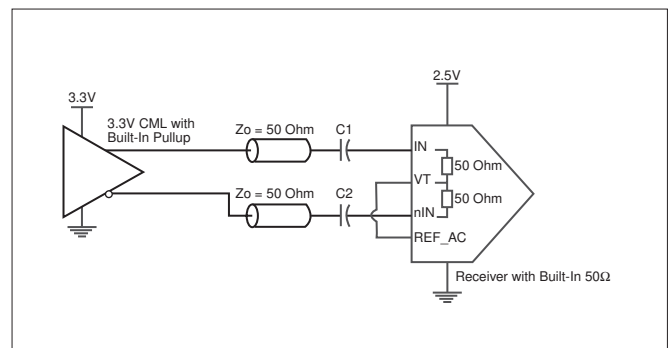 3.3V
3.3V CML with
Built-In Pullup
Zo = 50 Ohm
C1
Zo = 50 Ohm
C2
2.5V
IN
50 Ohm
VT
50 Ohm
nIN
REF_AC
Receiver with Built-In 50Ω